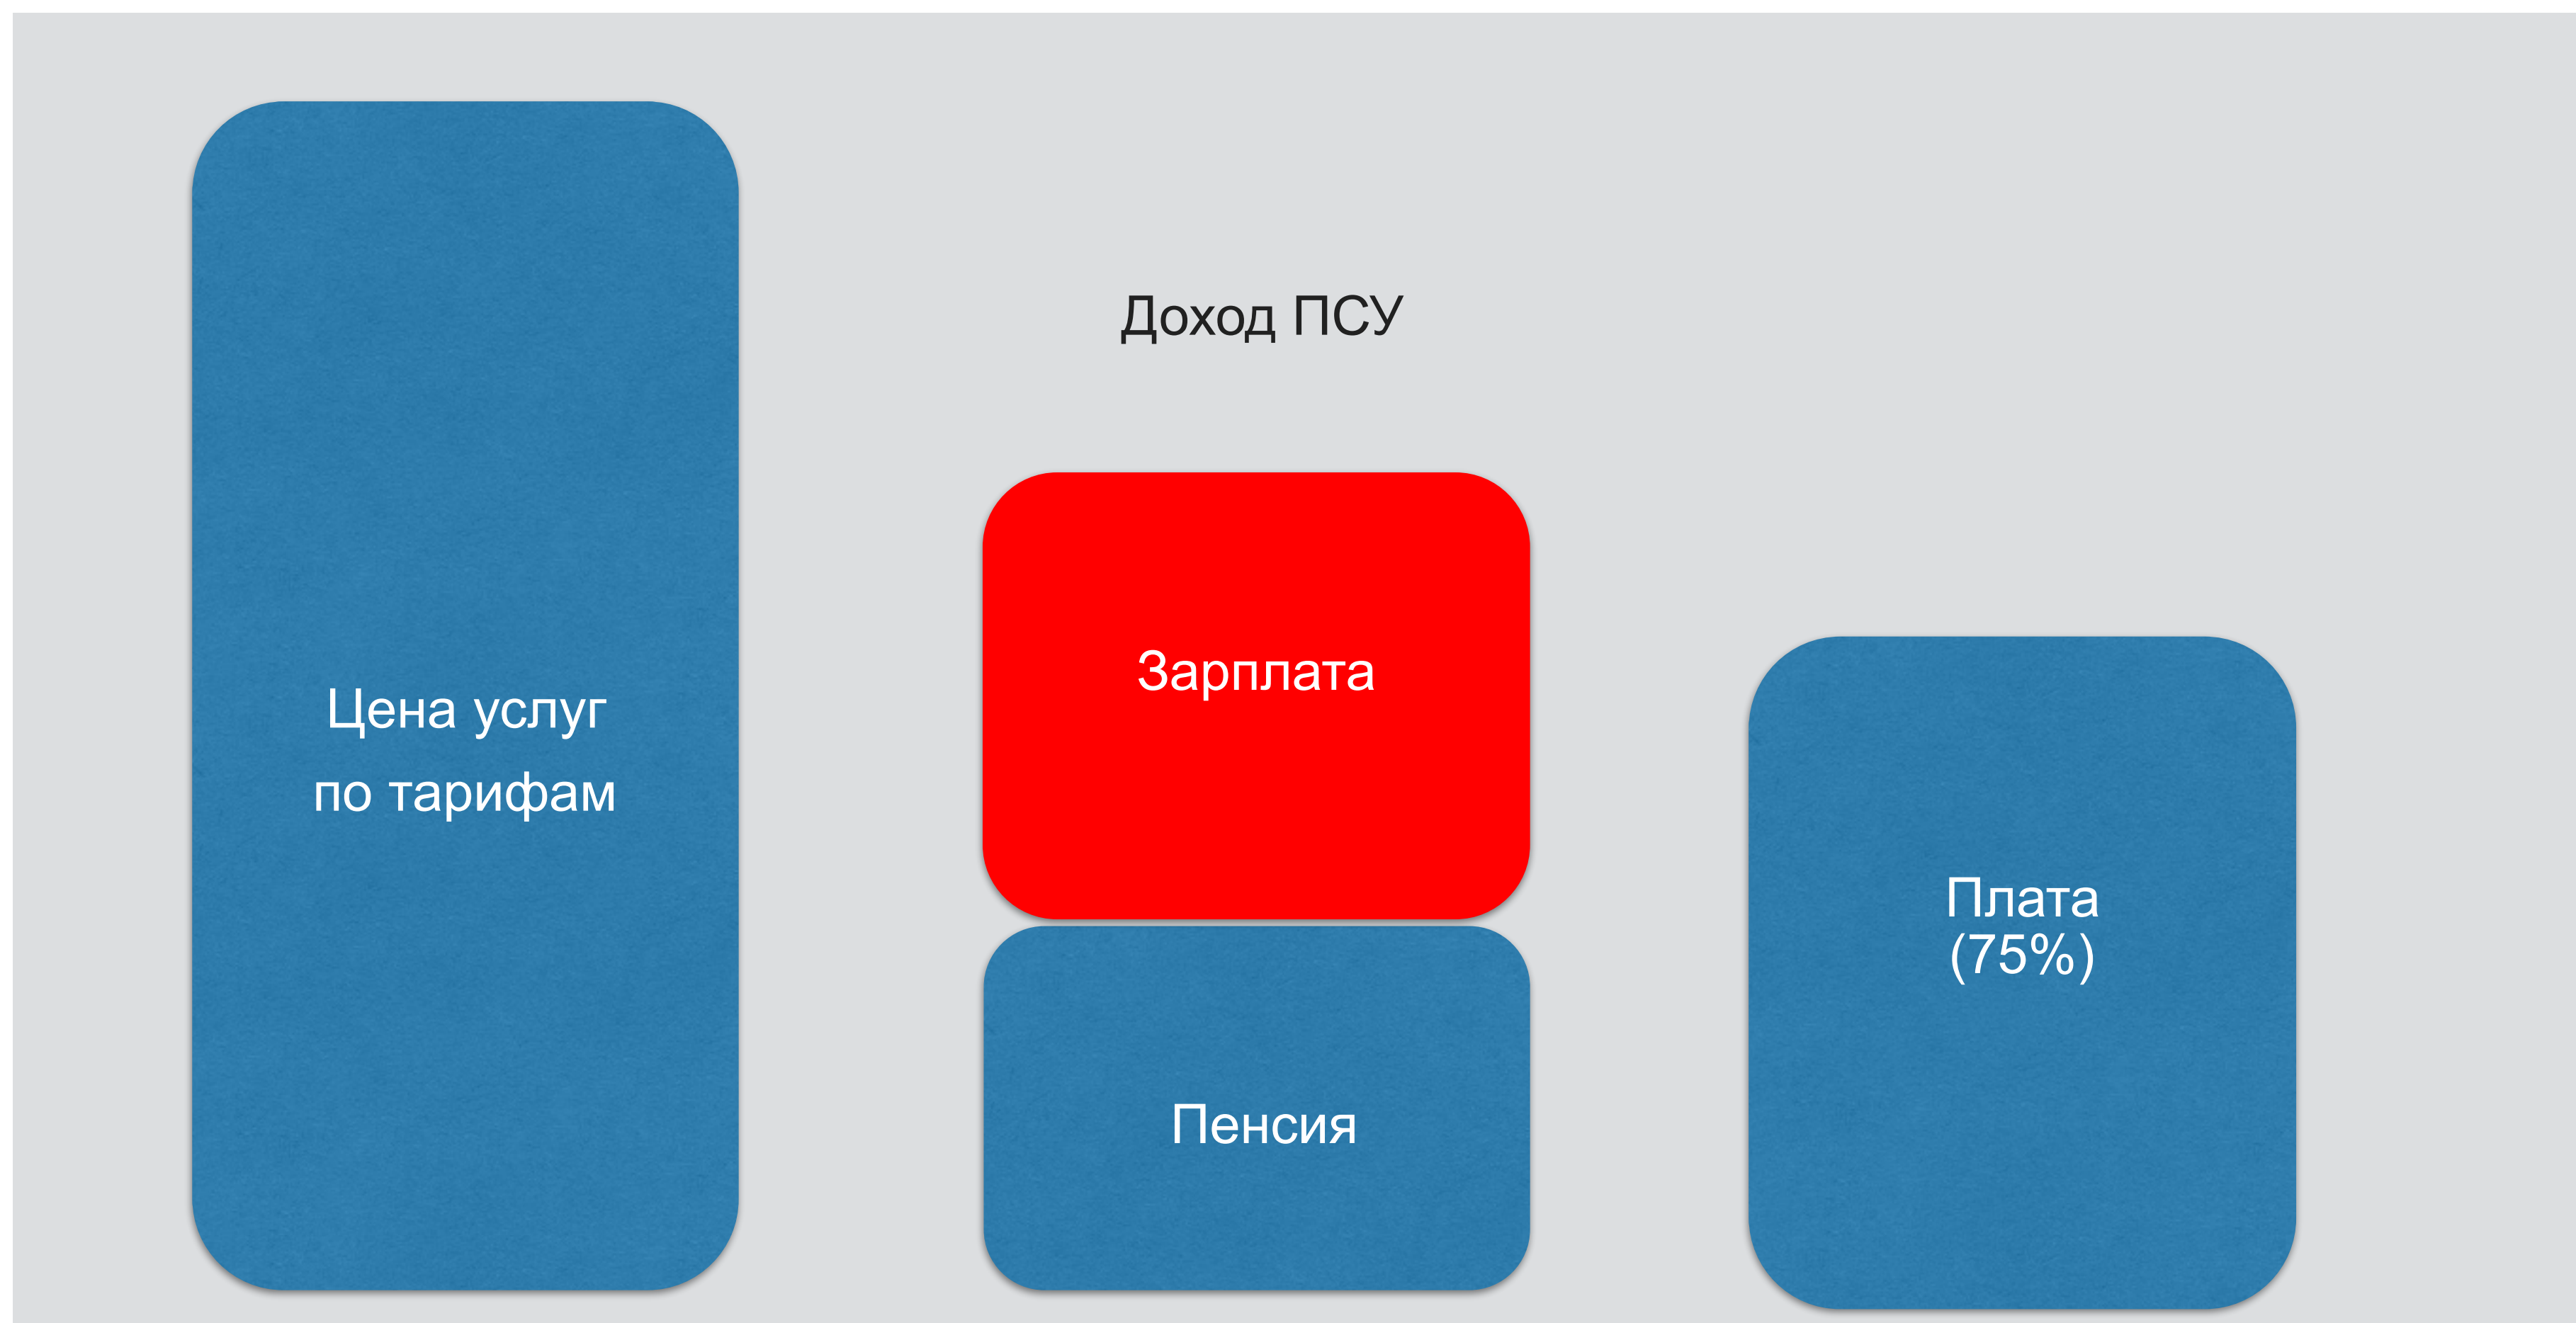 Цена услуг
по тарифам
Доход ПСУ
Зарплата
Пенсия
Плата
(75%)